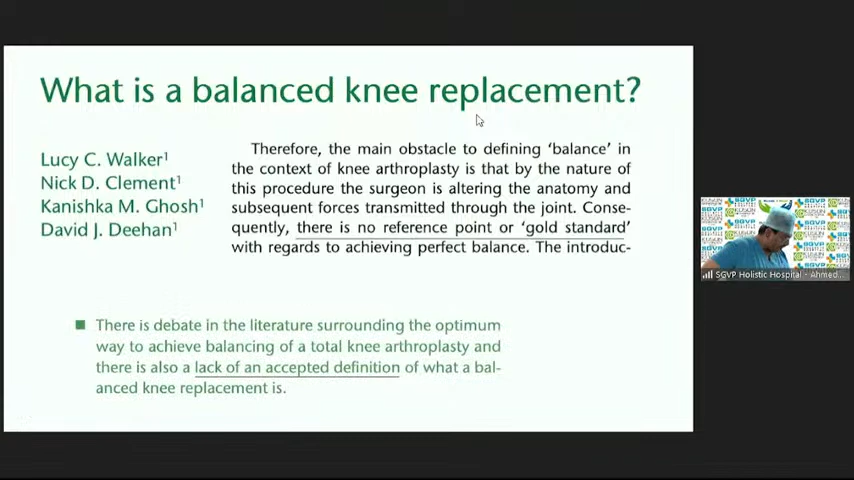 What is a balanced knee replacement?
Lucy C. Walker¹
Nick D. Clement¹
Kanishka M. Ghosh¹
David J. Deehan¹
Therefore, the main obstacle to defining ‘balance’ in
the context of knee arthroplasty is that by the nature of
this procedure the surgeon is altering the anatomy and
subsequent forces transmitted through the joint. Conse-
quently, there is no reference point or ‘gold standard’
with regards to achieving perfect balance. The introduc-
■ There is debate in the literature surrounding the optimum
way to achieve balancing of a total knee arthroplasty and
there is also a lack of an accepted definition of what a bal-
anced knee replacement is.
SGVP
SGVP Holistic Hospital - Ahmed...